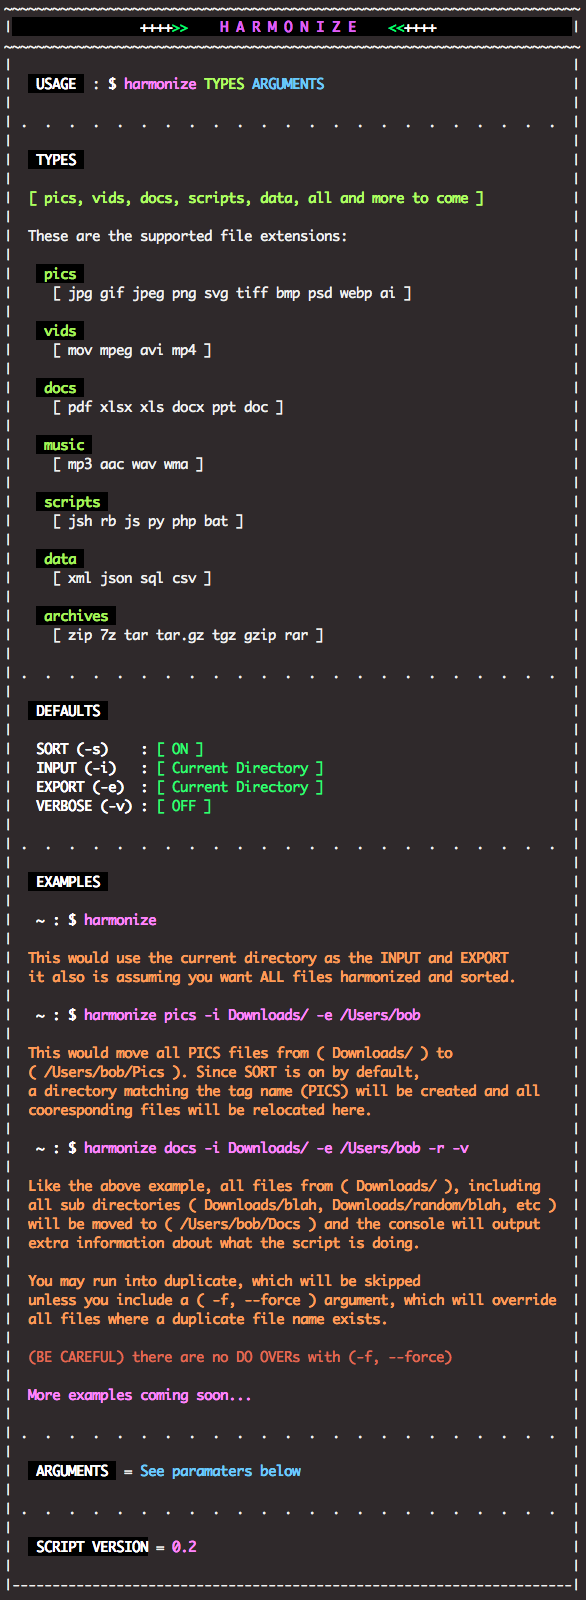 ++++>> H A R M O N I Z E <<++++
USAGE : $ harmonize TYPES ARGUMENTS
TYPES
[ pics, vids, docs, scripts, data, all and more to come ]
These are the supported file extensions:
pics
[ jpg gif jpeg png svg tiff bmp psd webp ai ]
vids
[ mov mpeg avi mp4 ]
docs
[ pdf xlsx xls docx ppt doc ]
music
[ mp3 aac wav wma ]
scripts
[ jsh rb js py php bat ]
data
[ xml json sql csv ]
archives
[ zip 7z tar tar.gz tgz gzip rar ]
DEFAULTS
SORT (-s) : [ ON ]
INPUT (-i) : [ Current Directory ]
EXPORT (-e) : [ Current Directory ]
VERBOSE (-v) : [ OFF ]
EXAMPLES
~ : $ harmonize
This would use the current directory as the INPUT and EXPORT
it also is assuming you want ALL files harmonized and sorted.
~ : $ harmonize pics -i Downloads/ -e /Users/bob
This would move all PICS files from ( Downloads/ ) to
( /Users/bob/Pics ). Since SORT is on by default,
a directory matching the tag name (PICS) will be created and all
cooresponding files will be relocated here.
~ : $ harmonize docs -i Downloads/ -e /Users/bob -r -v
Like the above example, all files from ( Downloads/ ), including
all sub directories ( Downloads/blah, Downloads/random/blah, etc )
will be moved to ( /Users/bob/Docs ) and the console will output
extra information about what the script is doing.
You may run into duplicate, which will be skipped
unless you include a ( -f, --force ) argument, which will override
all files where a duplicate file name exists.
(BE CAREFUL) there are no DO OVERs with (-f, --force)
More examples coming soon...
ARGUMENTS = See paramaters below
SCRIPT VERSION = 0.2